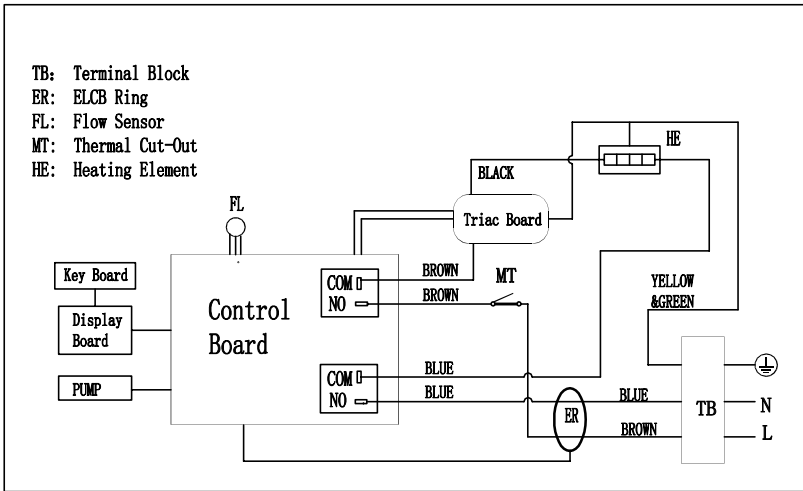 TB: Terminal Block
ER: ELCB Ring
FL: Flow Sensor
MT: Thermal Cut-Out
HE: Heating Element
HE
BLACK
FL
Triac Board
Key Board
COM
BROWN
MT
YELLOW
&GREEN
NO
BROWN
Display
Board
Control
Board
COM
BLUE
PUMP
NO
BLUE
ER
BLUE
TB
N
BROWN
L